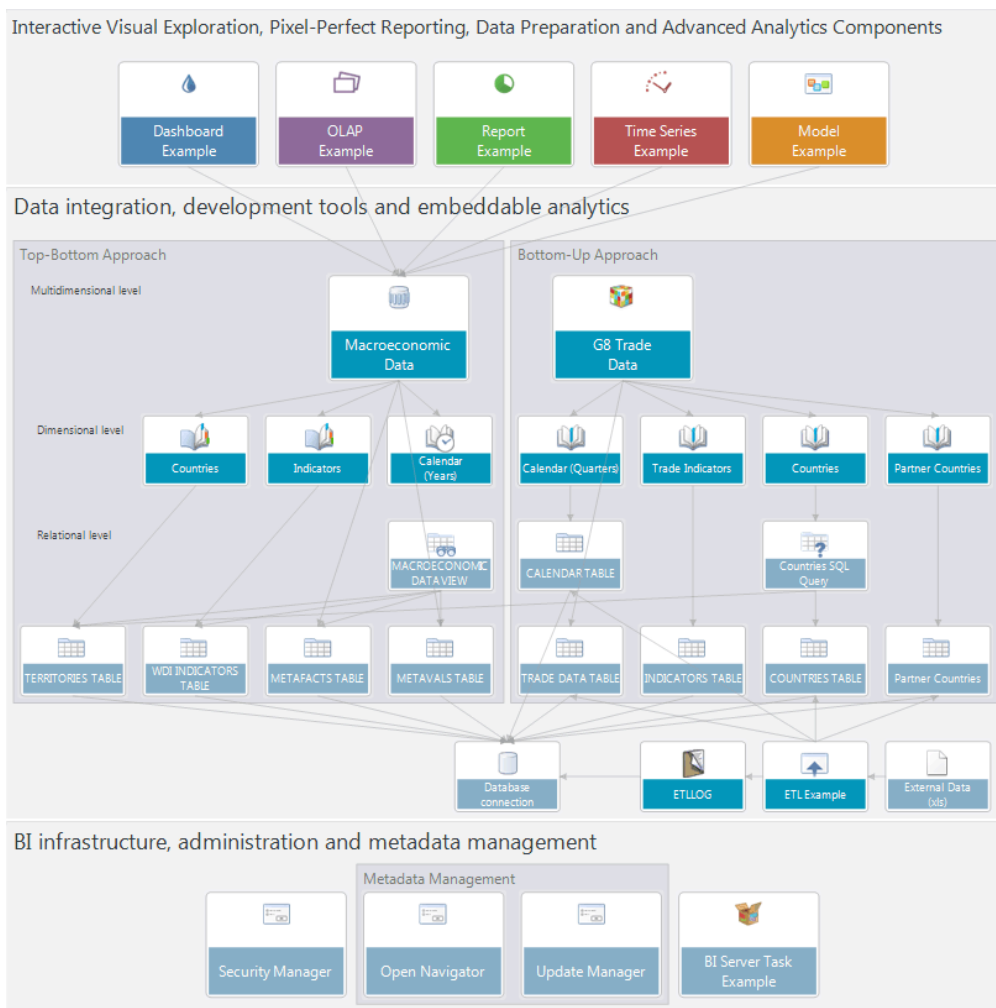 Interactive Visual Exploration, Pixel-Perfect Reporting, Data Preparation and Advanced Analytics Components
Dashboard
Example
OLAP
Example
Report
Example
Time Series
Example
Model
Example
Data integration, development tools and embeddable analytics
Top-Bottom Approach
Multidimensional level
Macroeconomic
Data
Dimensional level
Countries
Indicators
Calendar
(Years)
Relational level
MACROECONOMIC
DATA VIEW
TERRITORIES TABLE
WDI INDICATORS
TABLE
METAFACTS TABLE
METAVALS TABLE
Bottom-Up Approach
G8 Trade
Data
Calendar (Quarters)
Trade Indicators
Countries
Partner Countries
CALENDAR TABLE
Countries SQL
Query
TRADE DATA TABLE
INDICATORS TABLE
COUNTRIES TABLE
Partner Countries
Database
connection
ETLLOG
ETL Example
External Data
(xls)
BI infrastructure, administration and metadata management
Security Manager
Metadata Management
Open Navigator
Update Manager
BI Server Task
Example